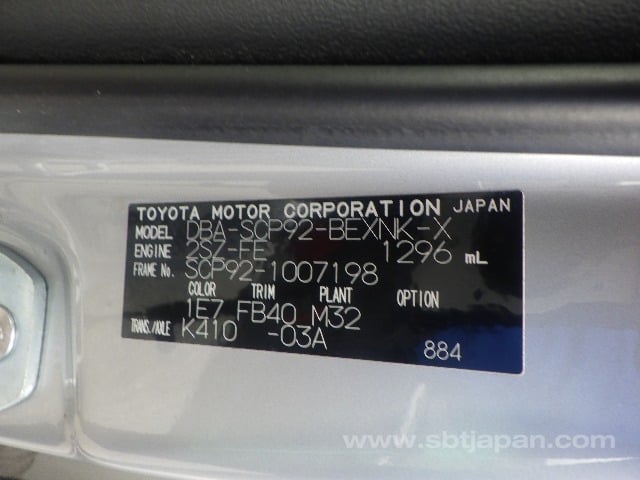 TOYOTA MOTOR CORPORATION JAPAN
MODEL DBA-SCP92-BEXNK-X
ENGINE 2SZ-FE 1296 mL
FRAME No. SCP92-1007198
COLOR TRIM PLANT OPTION
1E7 FB40 M32
TRANS./AXLE K410 -03A
884
www.sbtjapan.com